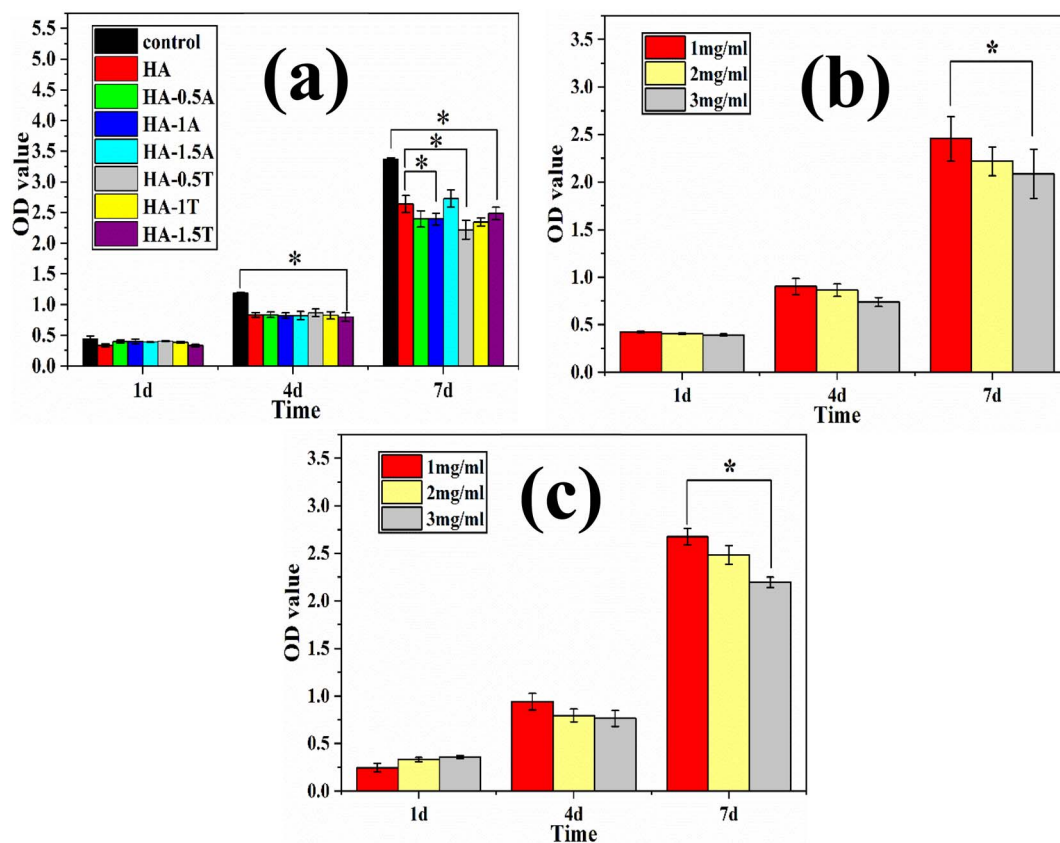 (a)
control
HA
HA-0.5A
HA-1A
HA-1.5A
HA-0.5T
HA-1T
HA-1.5T
OD value
5.5
5.0
4.5
4.0
3.5
3.0
2.5
2.0
1.5
1.0
0.5
0.0
*
*
*
*
1d 4d 7d
Time
(b)
1mg/ml
2mg/ml
3mg/ml
OD value
3.5
3.0
2.5
2.0
1.5
1.0
0.5
0.0
*
1d 4d 7d
Time
(c)
1mg/ml
2mg/ml
3mg/ml
OD value
3.5
3.0
2.5
2.0
1.5
1.0
0.5
0.0
*
1d 4d 7d
Time